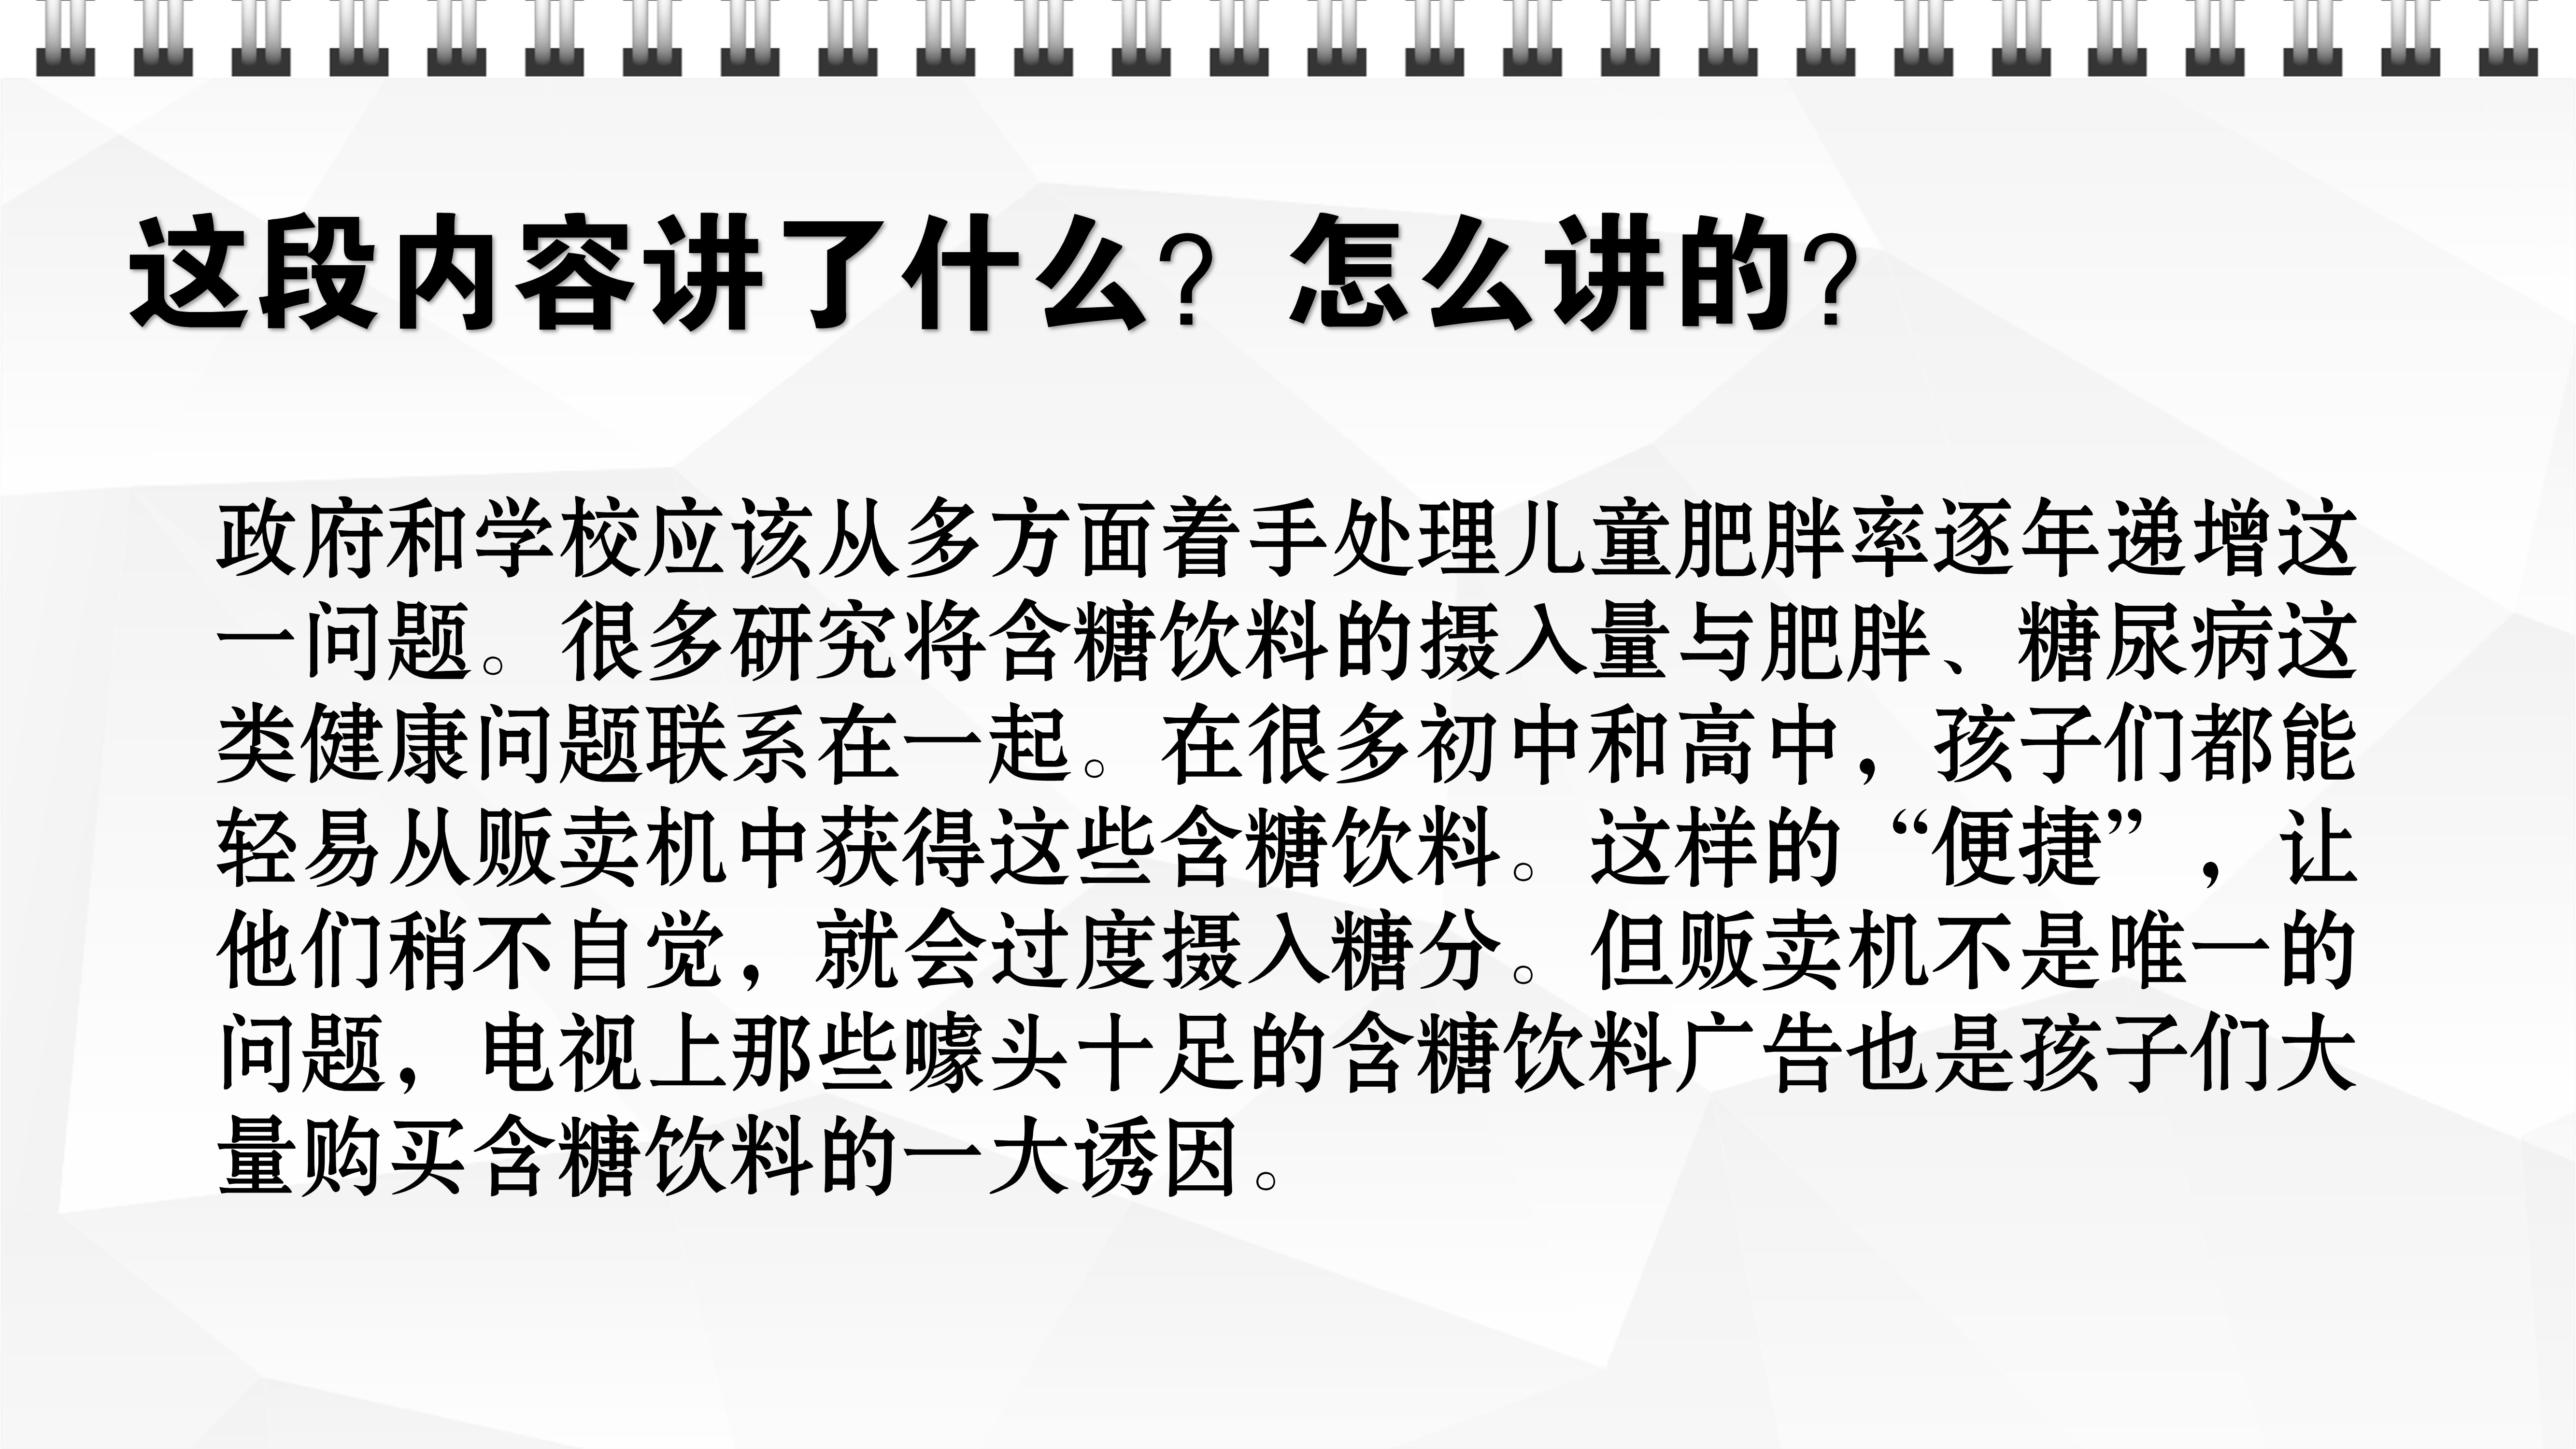 这段内容讲了什么？怎么讲的？
政府和学校应该从多方面着手处理儿童肥胖率逐年递增这
一问题。很多研究将含糖饮料的摄入量与肥胖、糖尿病这
类健康问题联系在一起。在很多初中和高中，孩子们都能
轻易从贩卖机中获得这些含糖饮料。这样的“便捷”，让
他们稍不自觉，就会过度摄入糖分。但贩卖机不是唯一的
问题，电视上那些噱头十足的含糖饮料广告也是孩子们大
量购买含糖饮料的一大诱因。